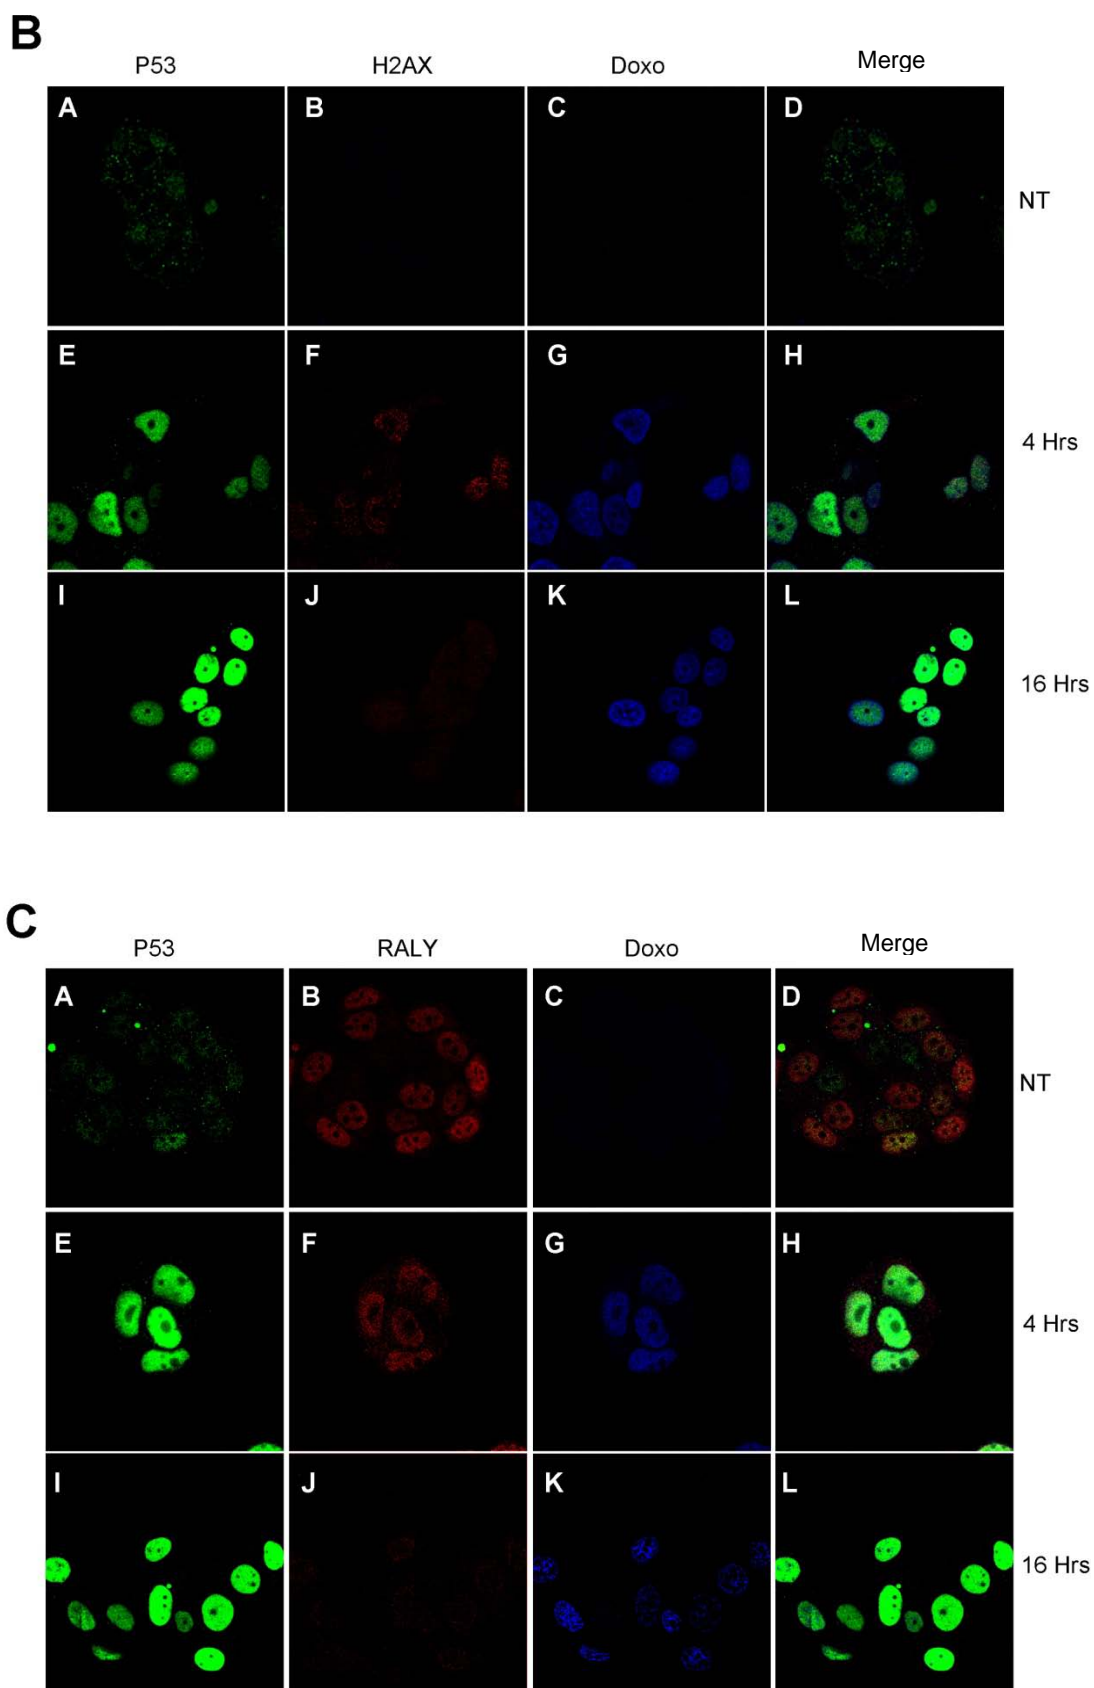 B
P53 H2AX Doxo Merge
A B C D NT
E F G H 4 Hrs
I J K L 16 Hrs
C
P53 RALY Doxo Merge
A B C D NT
E F G H 4 Hrs
I J K L 16 Hrs